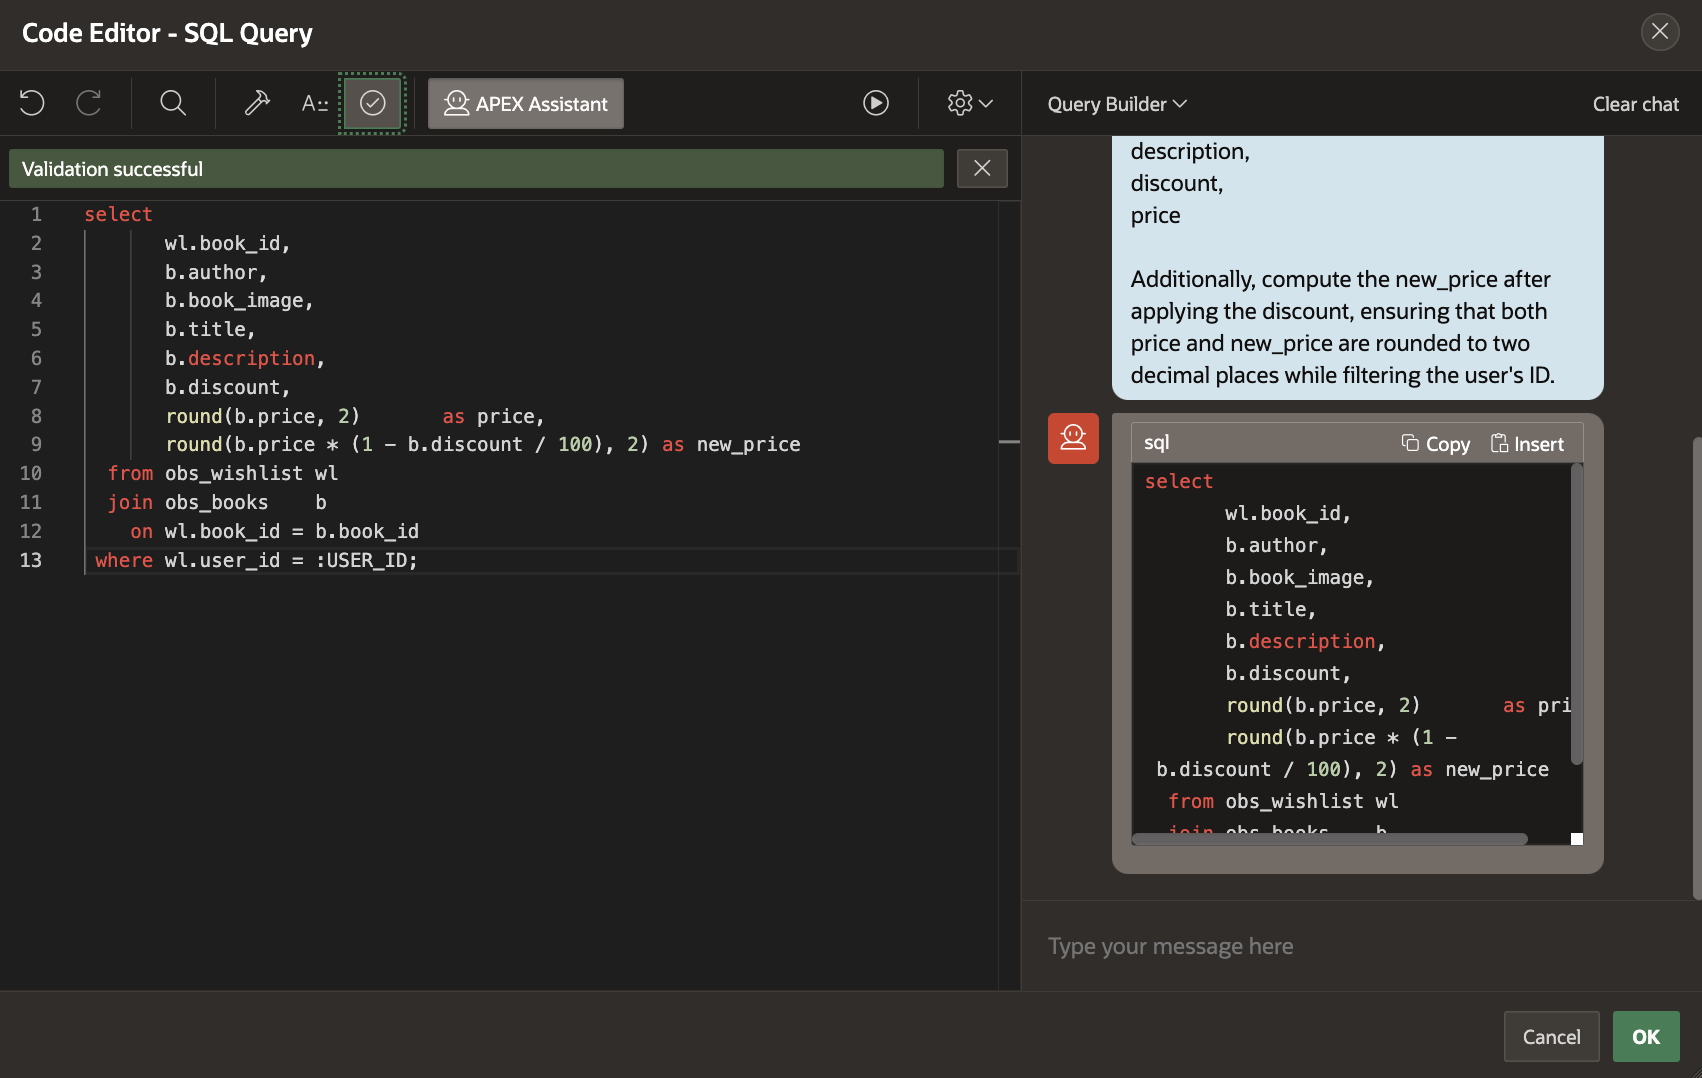 Code Editor - SQL Query
A::
APEX Assistant
Query Builder
Clear chat
Validation successful
1 select
2 wl.book_id,
3 b.author,
4 b.book_image,
5 b.title,
6 b.description,
7 b.discount,
8 round(b.price, 2) as price,
9 round(b.price * (1 - b.discount / 100), 2) as new_price
10 from obs_wishlist wl
11 join obs_books b
12 on wl.book_id = b.book_id
13 where wl.user_id = :USER_ID;
description,
discount,
price
Additionally, compute the new_price after
applying the discount, ensuring that both
price and new_price are rounded to two
decimal places while filtering the user's ID.
sql
Copy
Insert
select
wl.book_id,
b.author,
b.book_image,
b.title,
b.description,
b.discount,
round(b.price, 2) as pri
round(b.price * (1 -
b.discount / 100), 2) as new_price
from obs_wishlist wl
join obs_books b
Type your message here
Cancel
OK